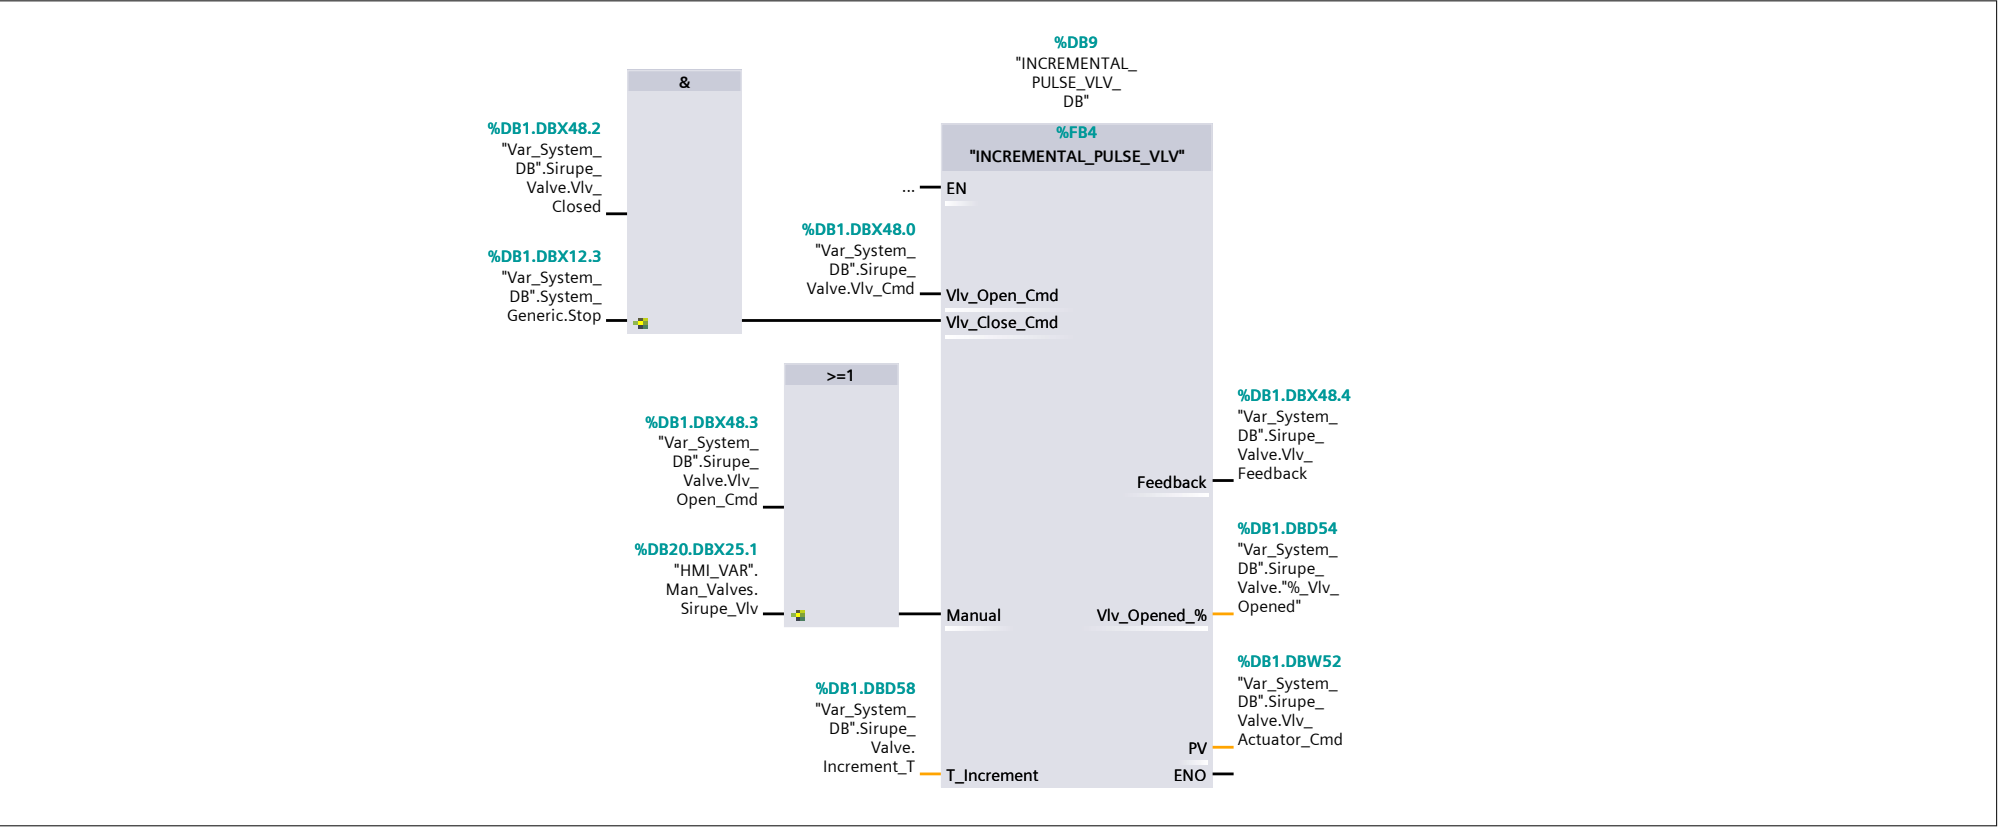 %DB9
"INCREMENTAL_
PULSE_VLV_
DB"
&
%DB1.DBX48.2
"Var_System_
DB".Sirupe_
Valve.Vlv_
Closed
%DB1.DBX12.3
"Var_System_
DB".System_
Generic.Stop
%FB4
"INCREMENTAL_PULSE_VLV"
... EN
%DB1.DBX48.0
"Var_System_
DB".Sirupe_
Valve.Vlv_Cmd
Vlv_Open_Cmd
Vlv_Close_Cmd
>=1
%DB1.DBX48.3
"Var_System_
DB".Sirupe_
Valve.Vlv_
Open_Cmd
%DB20.DBX25.1
"HMI_VAR".
Man_Valves.
Sirupe_Vlv
Manual
%DB1.DBD58
"Var_System_
DB".Sirupe_
Valve.
Increment_T
T_Increment
%DB1.DBX48.4
"Var_System_
DB".Sirupe_
Valve.Vlv_
Feedback
Feedback
%DB1.DBD54
"Var_System_
DB".Sirupe_
Valve."%_Vlv_
Opened"
Vlv_Opened_%
%DB1.DBW52
"Var_System_
DB".Sirupe_
Valve.Vlv_
Actuator_Cmd
PV
ENO